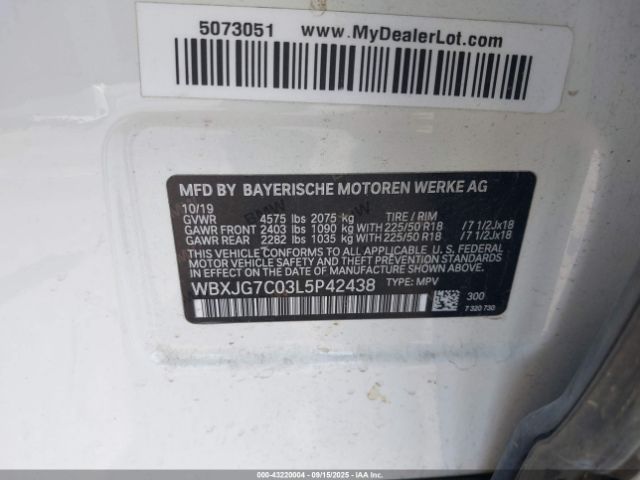 5073051 www.MyDealerLot.com
MFD BY BAYERISCHE MOTOREN WERKE AG
10/19
GVWR 4575 lbs 2075 kg TIRE / RIM
GAWR FRONT 2403 lbs 1090 kg WITH 225/50 R18 /7 1/2Jx18
GAWR REAR 2282 lbs 1035 kg WITH 225/50 R18 /7 1/2Jx18
THIS VEHICLE CONFORMS TO ALL APPLICABLE U.S. FEDERAL
MOTOR VEHICLE SAFETY, BUMPER, AND THEFT PREVENTION
STANDARDS IN EFFECT ON THE DATE OF MANUFACTURE SHOWN ABOVE.
WBXJG7C03L5P42438 TYPE: MPV
300
7 320 730
000-43220004 - 09/15/2025 - IAAI.COM